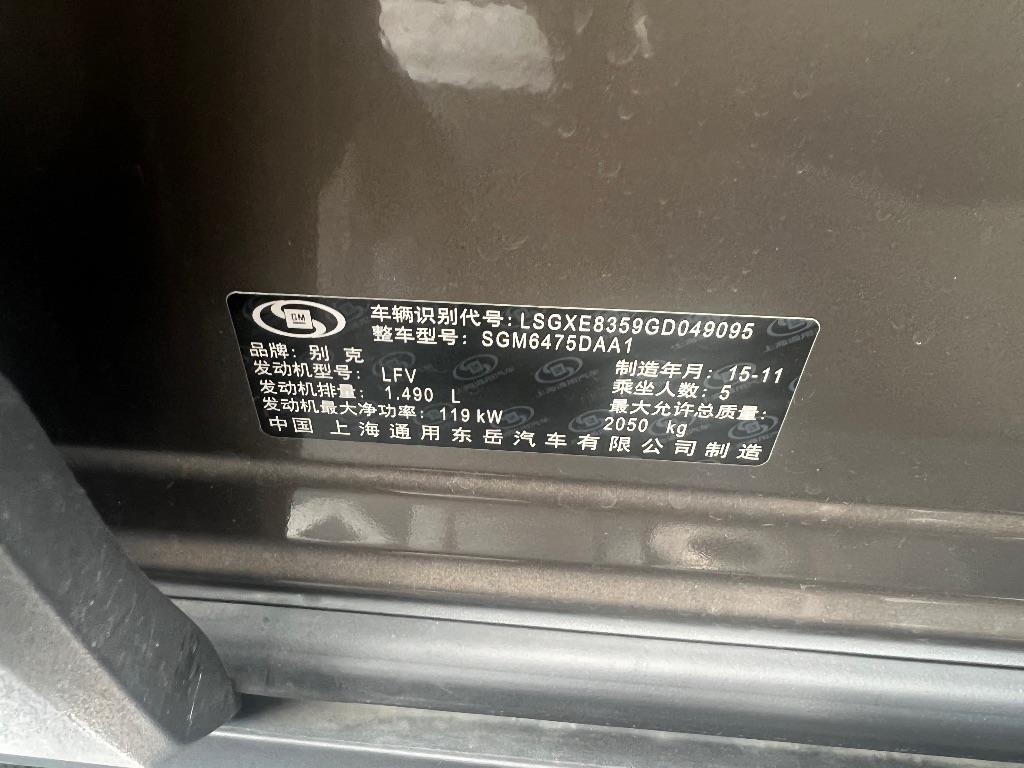 GM
车辆识别代号: LSGXE8359GD049095
整车型号: SGM6475DAA1
品牌: 别 克
制造年月: 15-11
发动机型号: LFV
乘坐人数: 5
发动机排量: 1.490 L
最大允许总质量:
2050 kg
发动机最大净功率: 119 kW
中国 上海通用东岳汽车有限公司制造